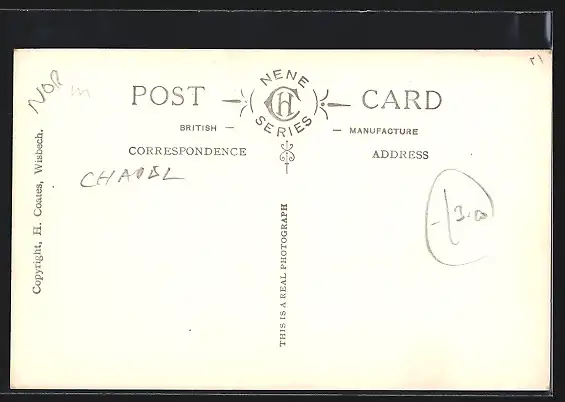 NENE
POST CARD
CH
SERIES
BRITISH — — MANUFACTURE
CORRESPONDENCE ADDRESS
CHAPEL
Copyright, H. Coates, Wisbech.
THIS IS A REAL PHOTOGRAPH
NOR